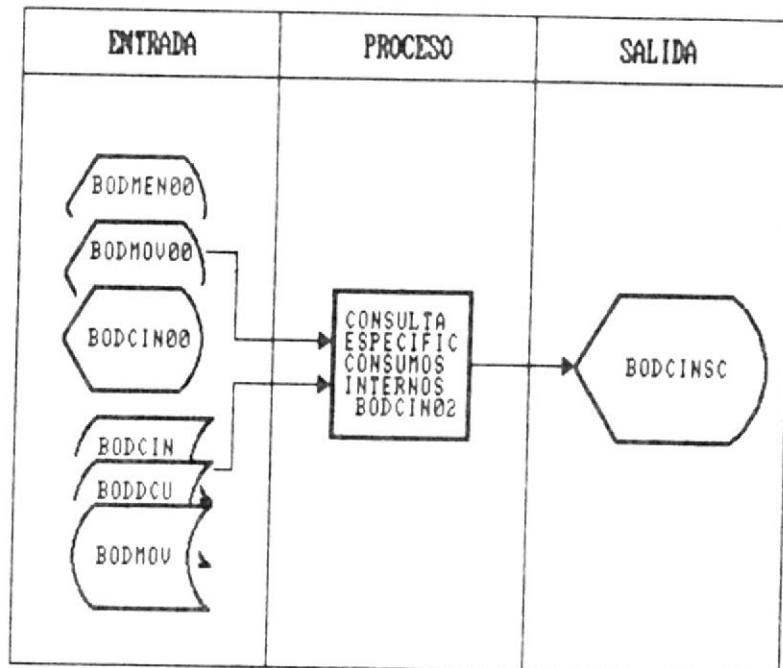 ENTRADA
PROCESO
SALIDA
BODMEN00
BODMOV00
BODCIN00
BODCIN
BODDCU
BODMOV
CONSULTA
ESPECIFIC
CONSUMOS
INTERNOS
BODCIN02
BODCINSC